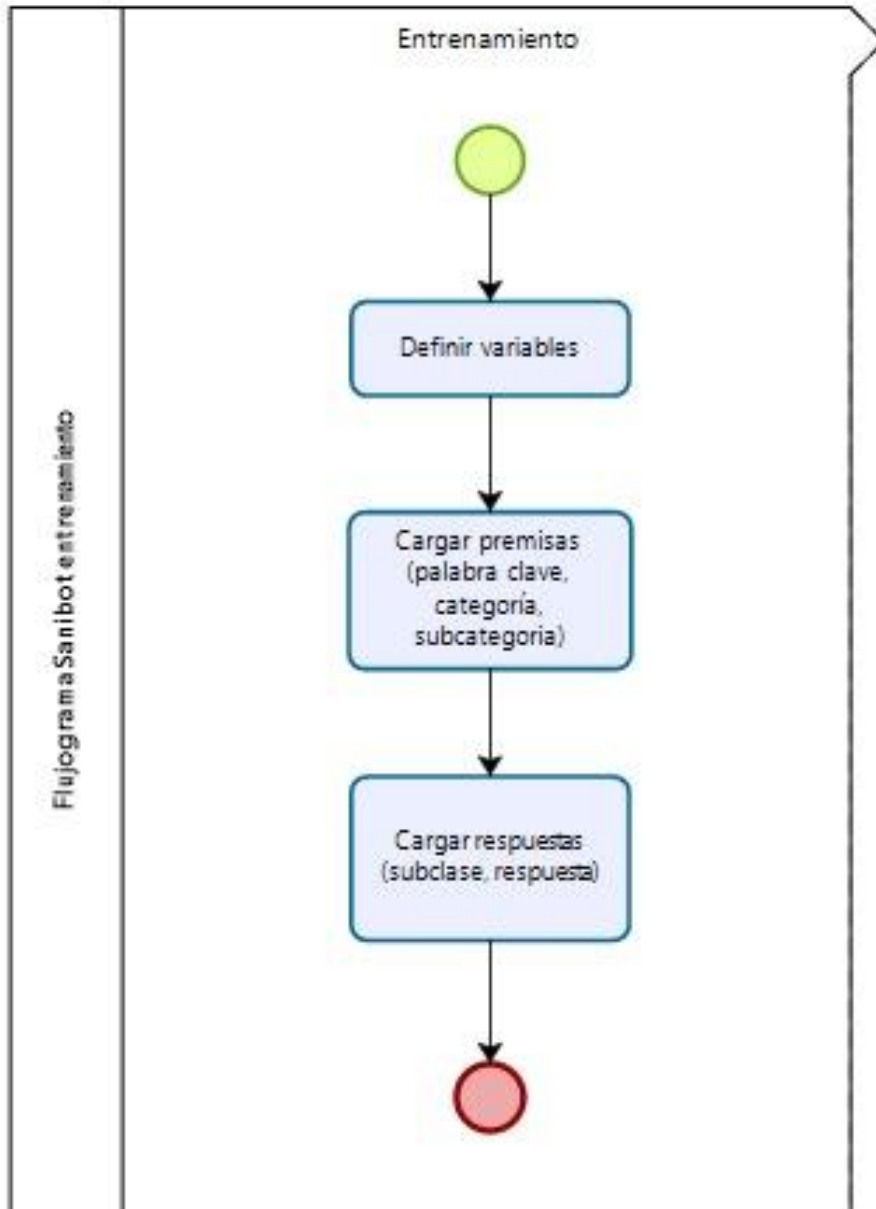 Entrenamiento
Flujograma Sanibot entrenamiento
Definir variables
Cargar premisas
(palabra clave,
categoría,
subcategoria)
Cargar respuestas
(subclase, respuesta)